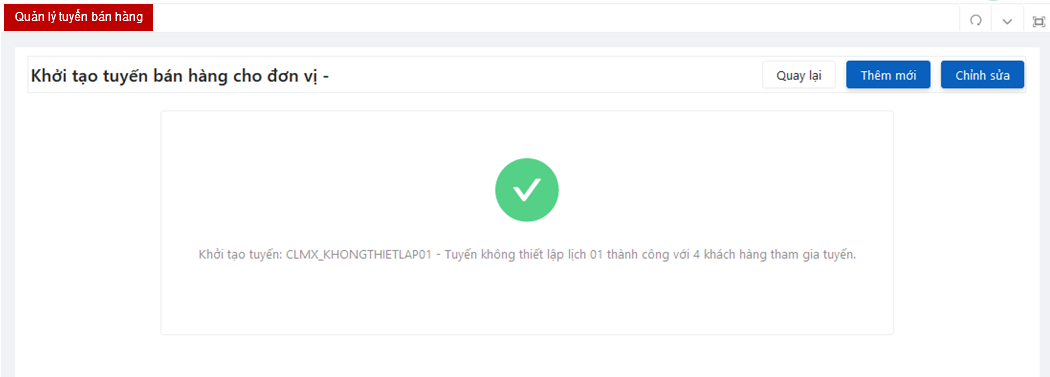 Quản lý tuyến bán hàng
Khởi tạo tuyến bán hàng cho đơn vị -
Quay lại
Thêm mới
Chỉnh sửa
Khởi tạo tuyến: CLMX_KHONGTHIETLAP01 - Tuyến không thiết lập lịch 01 thành công với 4 khách hàng tham gia tuyến.